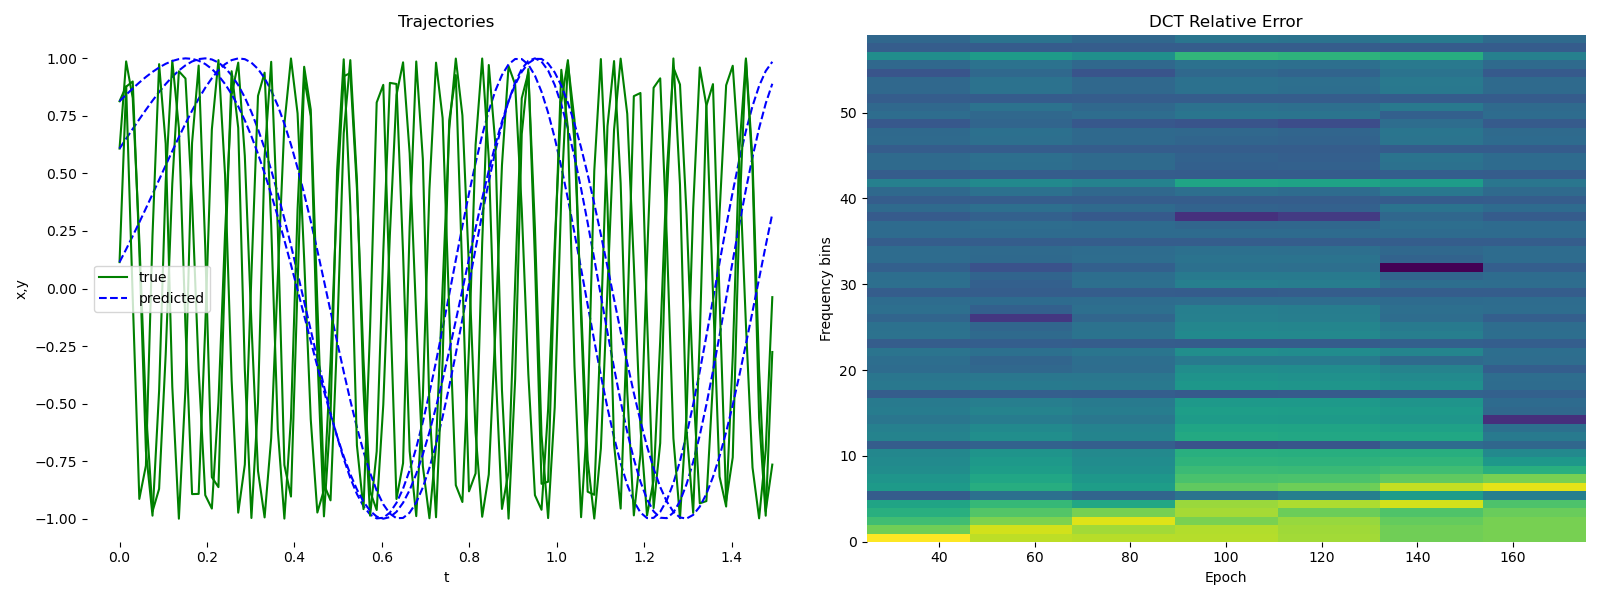 Trajectories
x,y
1.00
0.75
0.50
0.25
0.00
−0.25
−0.50
−0.75
−1.00
true
predicted
0.0 0.2 0.4 0.6 0.8 1.0 1.2 1.4
t
DCT Relative Error
Frequency bins
50
40
30
20
10
0
40 60 80 100 120 140 160
Epoch